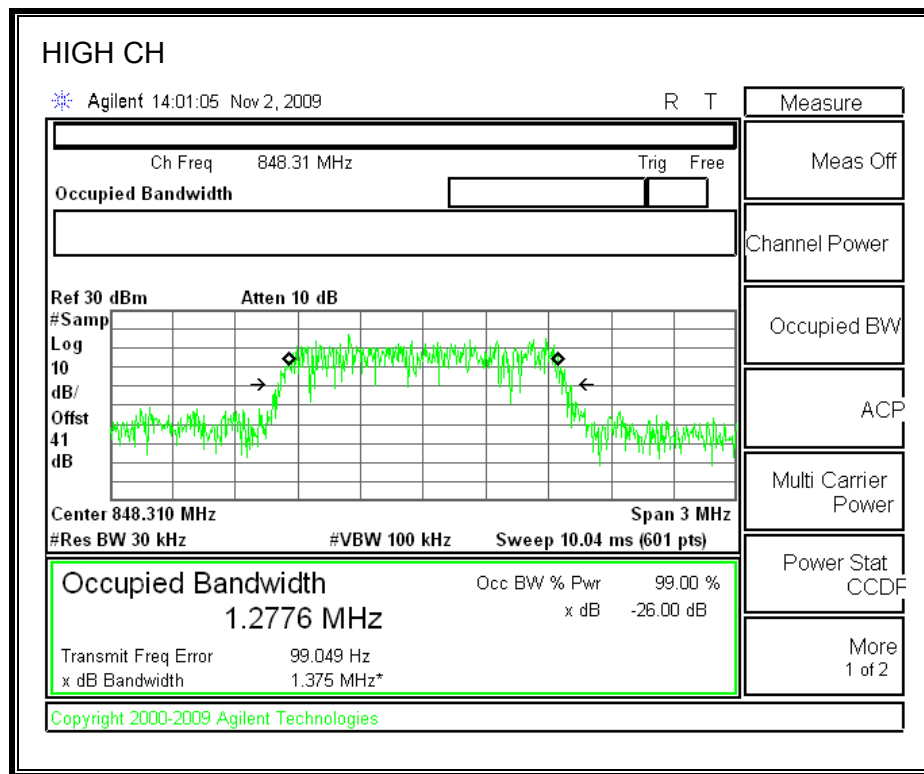 HIGH CH
Agilent 14:01:05 Nov 2, 2009 R T
Measure
Ch Freq 848.31 MHz Trig Free
Occupied Bandwidth
Meas Off
Channel Power
Occupied BW
ACP
Multi Carrier
Power
Power Stat
CCDF
More
1 of 2
Ref 30 dBm Atten 10 dB
#Samp
Log
10
dB/
Offst
41
dB
Center 848.310 MHz Span 3 MHz
#Res BW 30 kHz #VBW 100 kHz Sweep 10.04 ms (601 pts)
Occupied Bandwidth Occ BW % Pwr 99.00 %
1.2776 MHz x dB -26.00 dB
Transmit Freq Error 99.049 Hz
x dB Bandwidth 1.375 MHz*
Copyright 2000-2009 Agilent Technologies